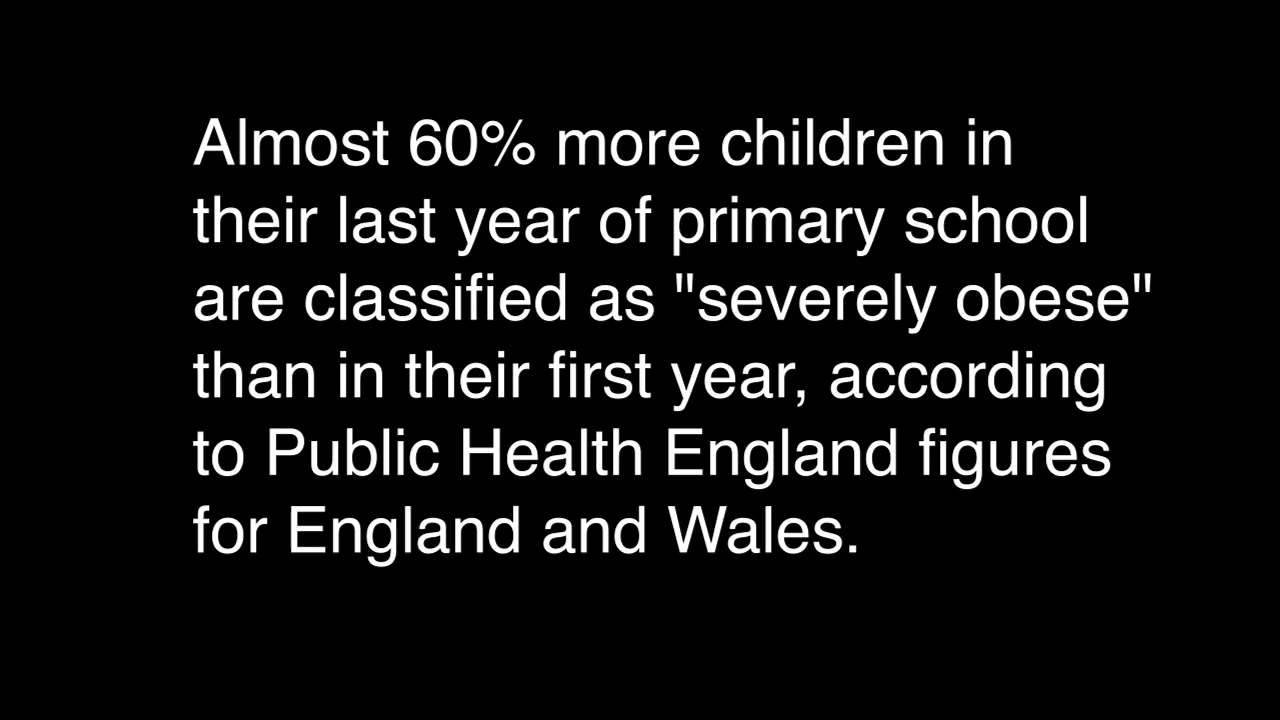 Almost 60% more children in
their last year of primary school
are classified as "severely obese"
than in their first year, according
to Public Health England figures
for England and Wales.